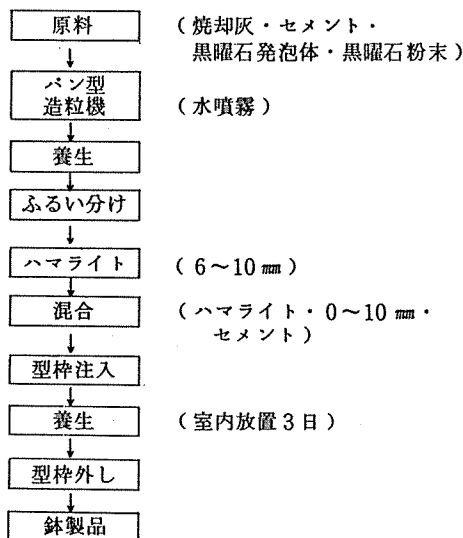 原料 （焼却灰・セメント・
黒曜石発泡体・黒曜石粉末）
パン型
造粒機 （水噴霧）
養生
ふるい分け
ハマライト （6～10㎜）
混合 （ハマライト・0～10㎜・
セメント）
型枠注入
養生 （室内放置3日）
型枠外し
鉢製品